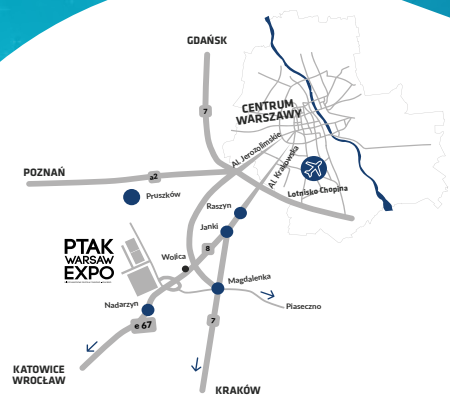 GDAŃSK
7
CENTRUM
WARSZAWY
Al. Jerozolimskie
Al. Krakowska
POZNAŃ
a2
Lotnisko Chopina
Pruszków
Raszyn
Janki
8
PTAK
WARSAW
EXPO
Wolica
Magdalenka
Nadarzyn
Piaseczno
e 67
7
KATOWICE
WROCŁAW
KRAKÓW